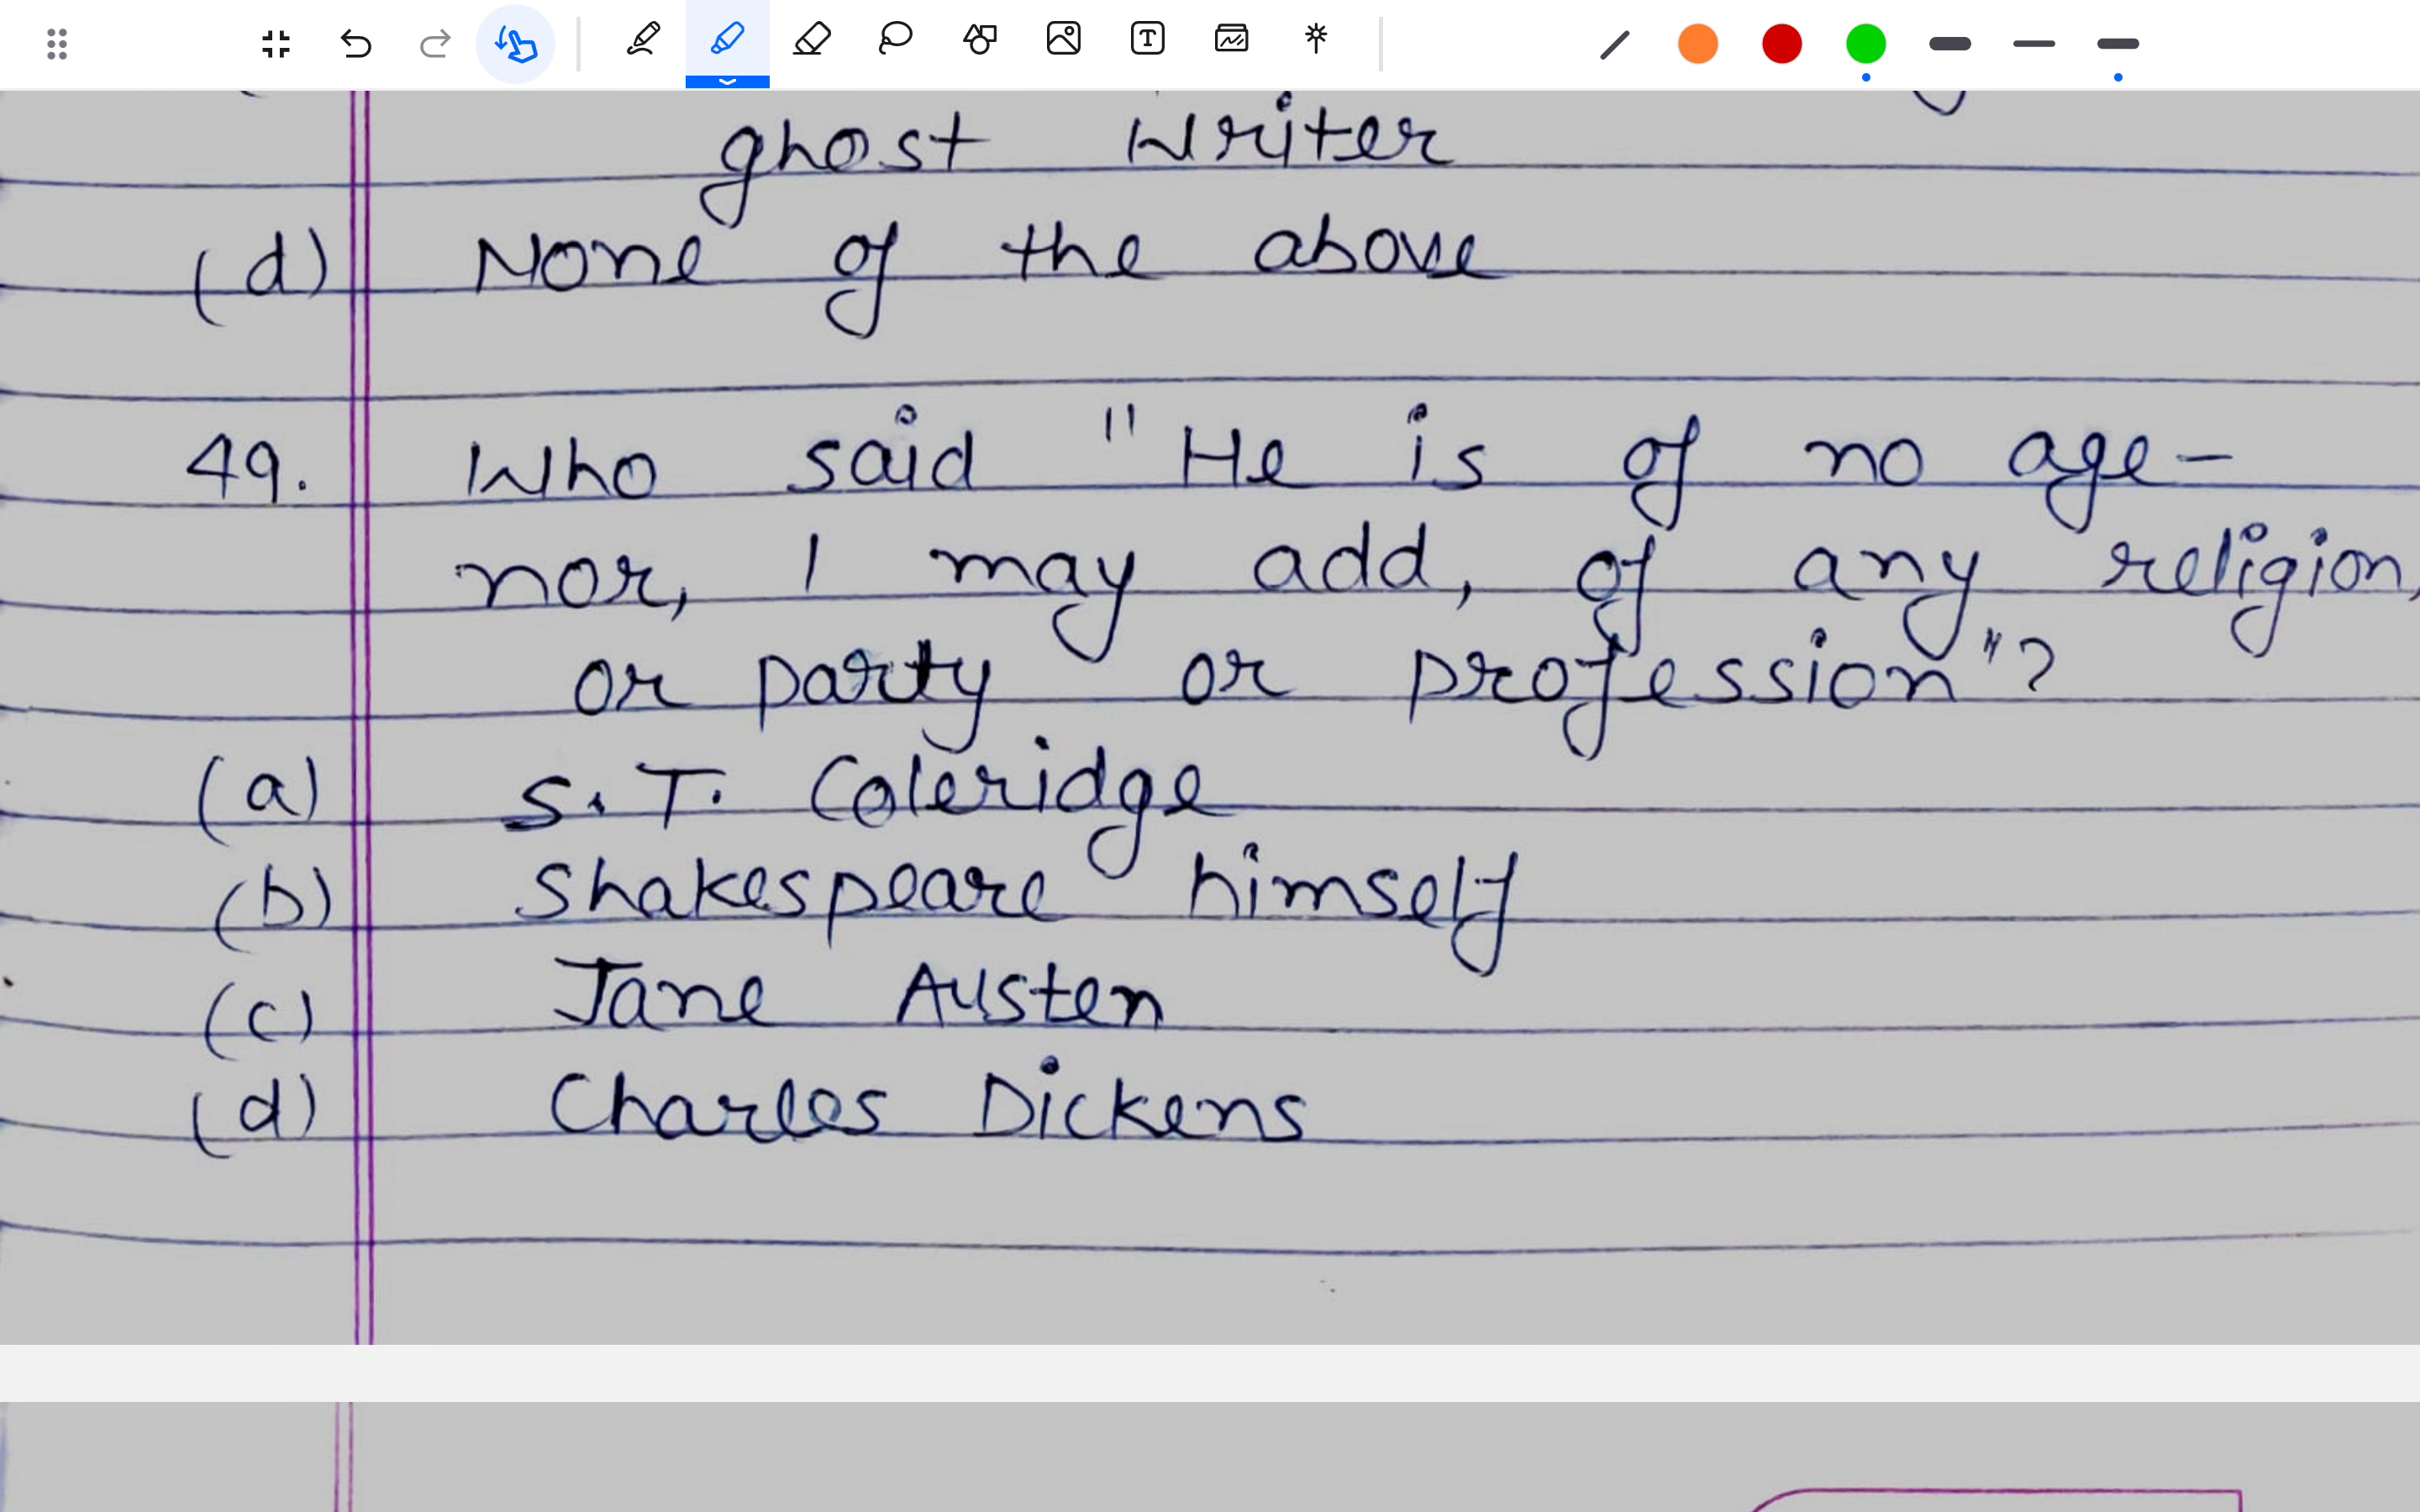 ghost writer
(d) None of the above
49. Who said "He is of no age-
nor, I may add, of any religion,
or party or profession"?
(a) S.T. Coleridge
(b) Shakespeare himself
(c) Jane Austen
(d) Charles Dickens